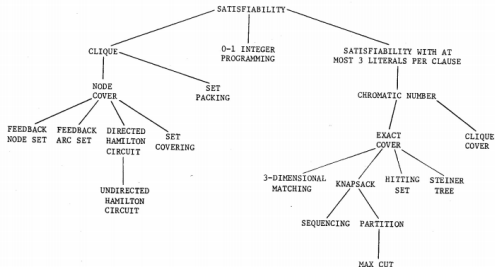 SATISFIABILITY
CLIQUE
0-1 INTEGER
PROGRAMMING
SATISFIABILITY WITH AT
MOST 3 LITERALS PER CLAUSE
NODE
COVER
SET
PACKING
CHROMATIC NUMBER
FEEDBACK
NODE SET
FEEDBACK
ARC SET
DIRECTED
HAMILTON
CIRCUIT
SET
COVERING
EXACT
COVER
CLIQUE
COVER
3-DIMENSIONAL
MATCHING
KNAPSACK
HITTING
SET
STEINER
TREE
UNDIRECTED
HAMILTON
CIRCUIT
SEQUENCING
PARTITION
MAX CUT